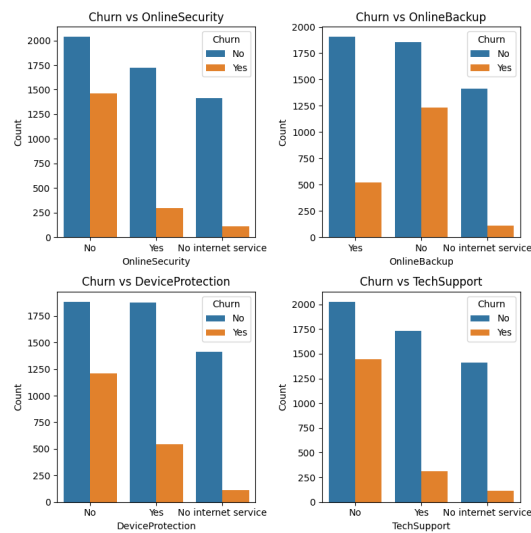 Churn vs OnlineSecurity
Churn
No
Yes
2000
1750
1500
1250
1000
750
500
250
0
Count
No Yes No internet service
OnlineSecurity
Churn vs OnlineBackup
Churn
No
Yes
2000
1750
1500
1250
1000
750
500
250
0
Count
Yes No No internet service
OnlineBackup
Churn vs DeviceProtection
Churn
No
Yes
1750
1500
1250
1000
750
500
250
0
Count
No Yes No internet service
DeviceProtection
Churn vs TechSupport
Churn
No
Yes
2000
1750
1500
1250
1000
750
500
250
0
Count
No Yes No internet service
TechSupport